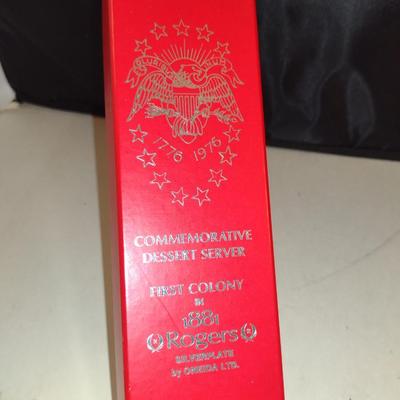 1776 1976
COMMEMORATIVE
DESSERT SERVER
FIRST COLONY
IN
1881
Rogers
SILVERPLATE
by ONEIDA LTD.